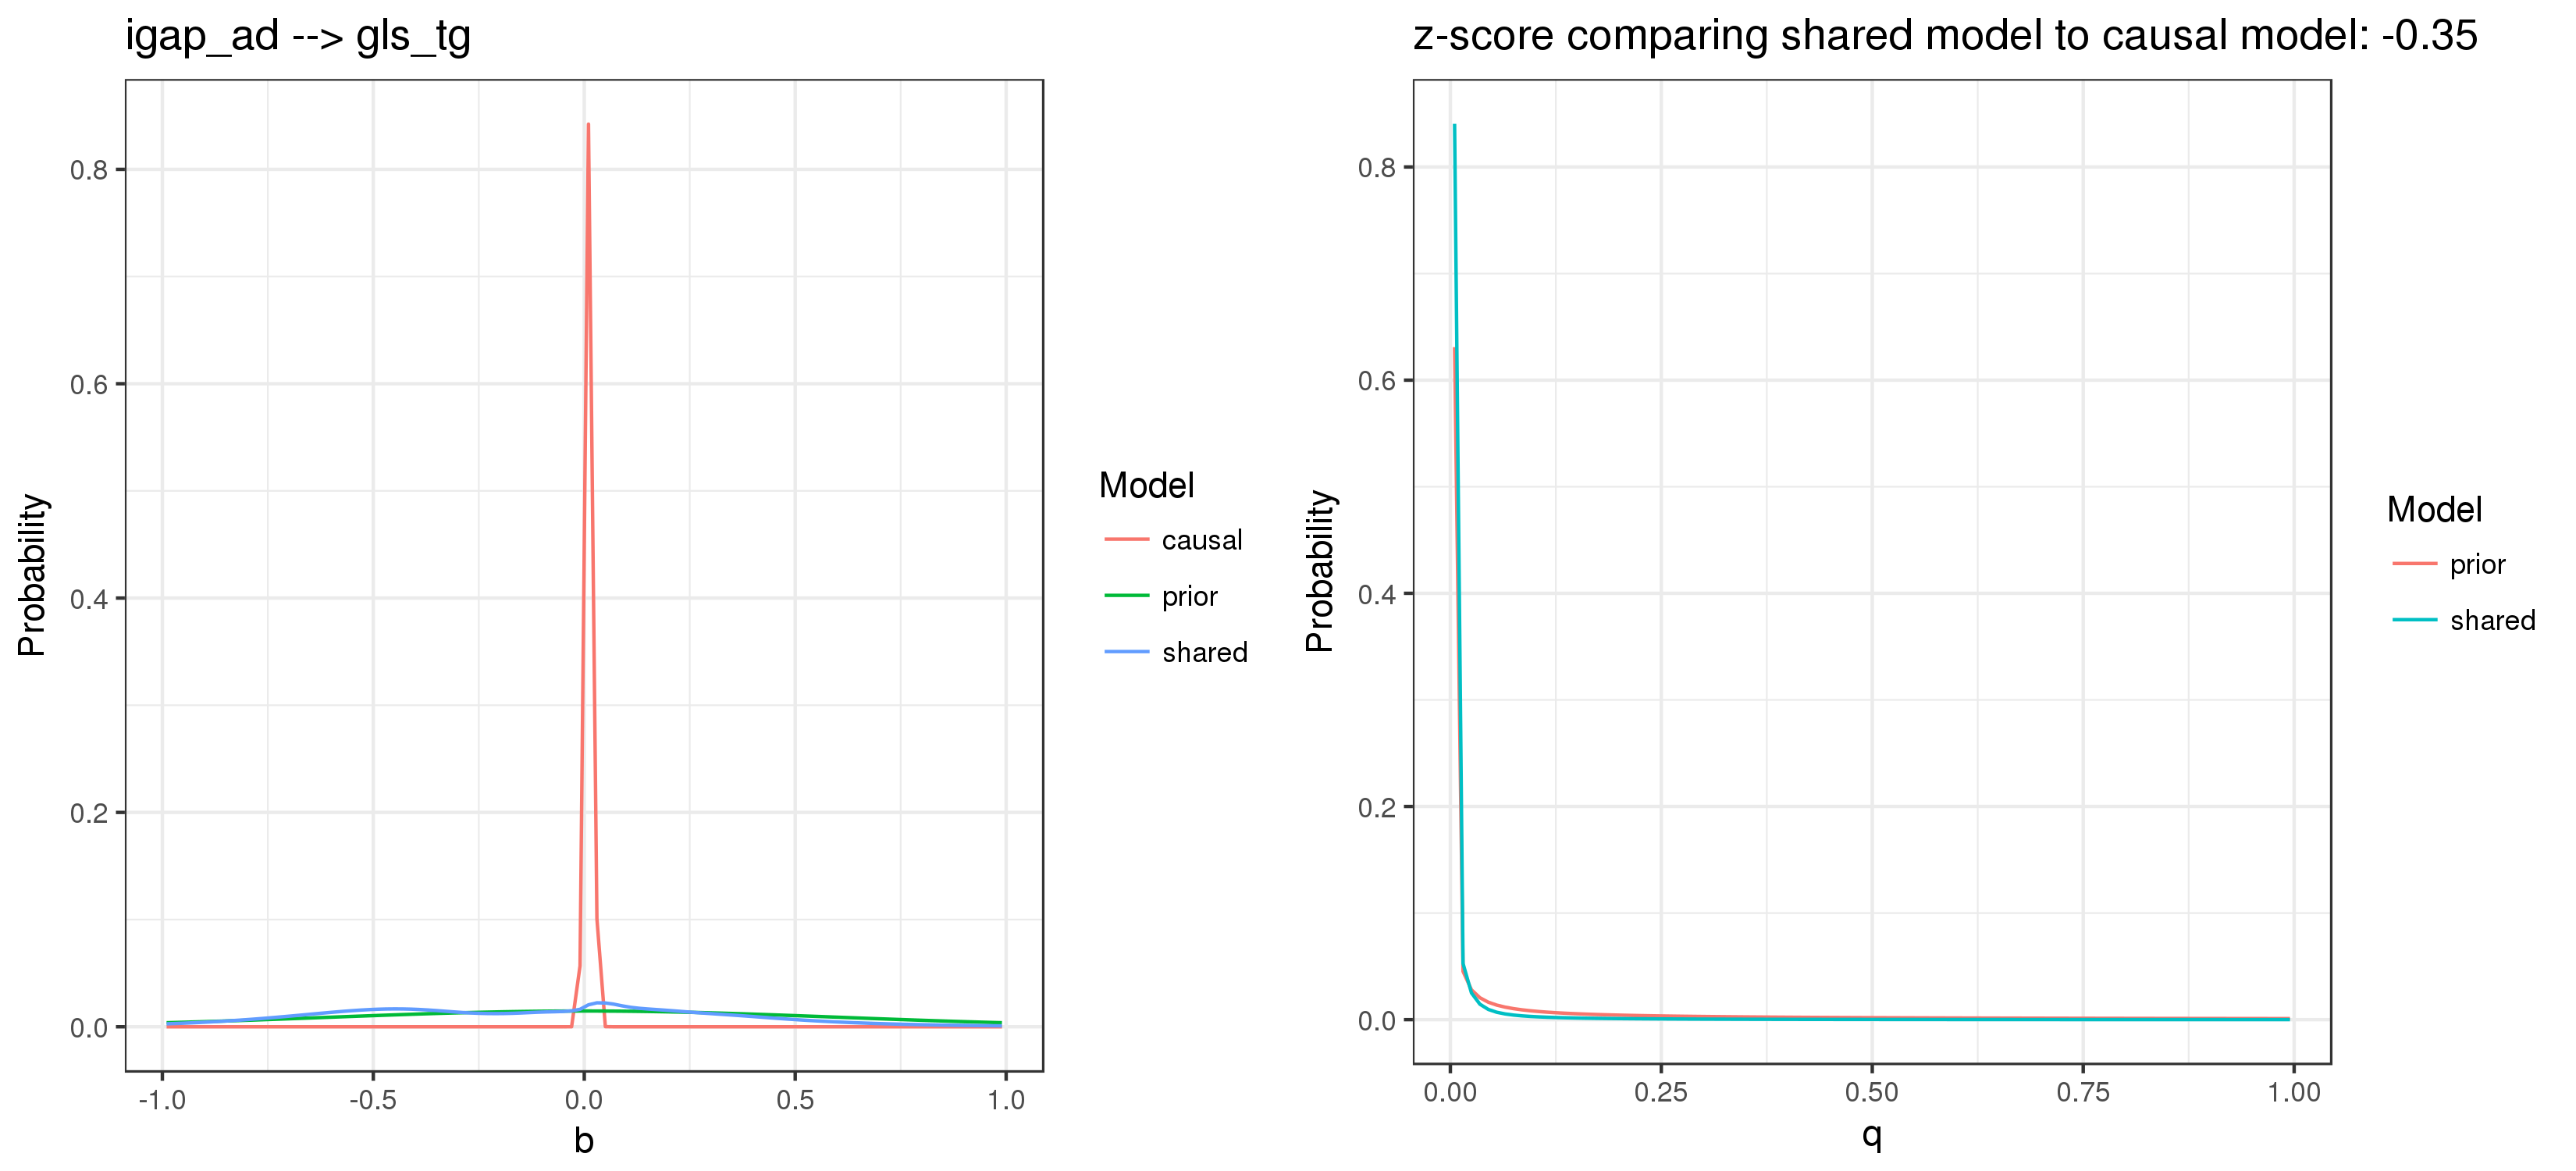 igap_ad --> gls_tg
Probability
0.8
0.6
0.4
0.2
0.0
-1.0 -0.5 0.0 0.5 1.0
b
Model
causal
prior
shared
z-score comparing shared model to causal model: -0.35
Probability
0.8
0.6
0.4
0.2
0.0
0.00 0.25 0.50 0.75 1.00
q
Model
prior
shared